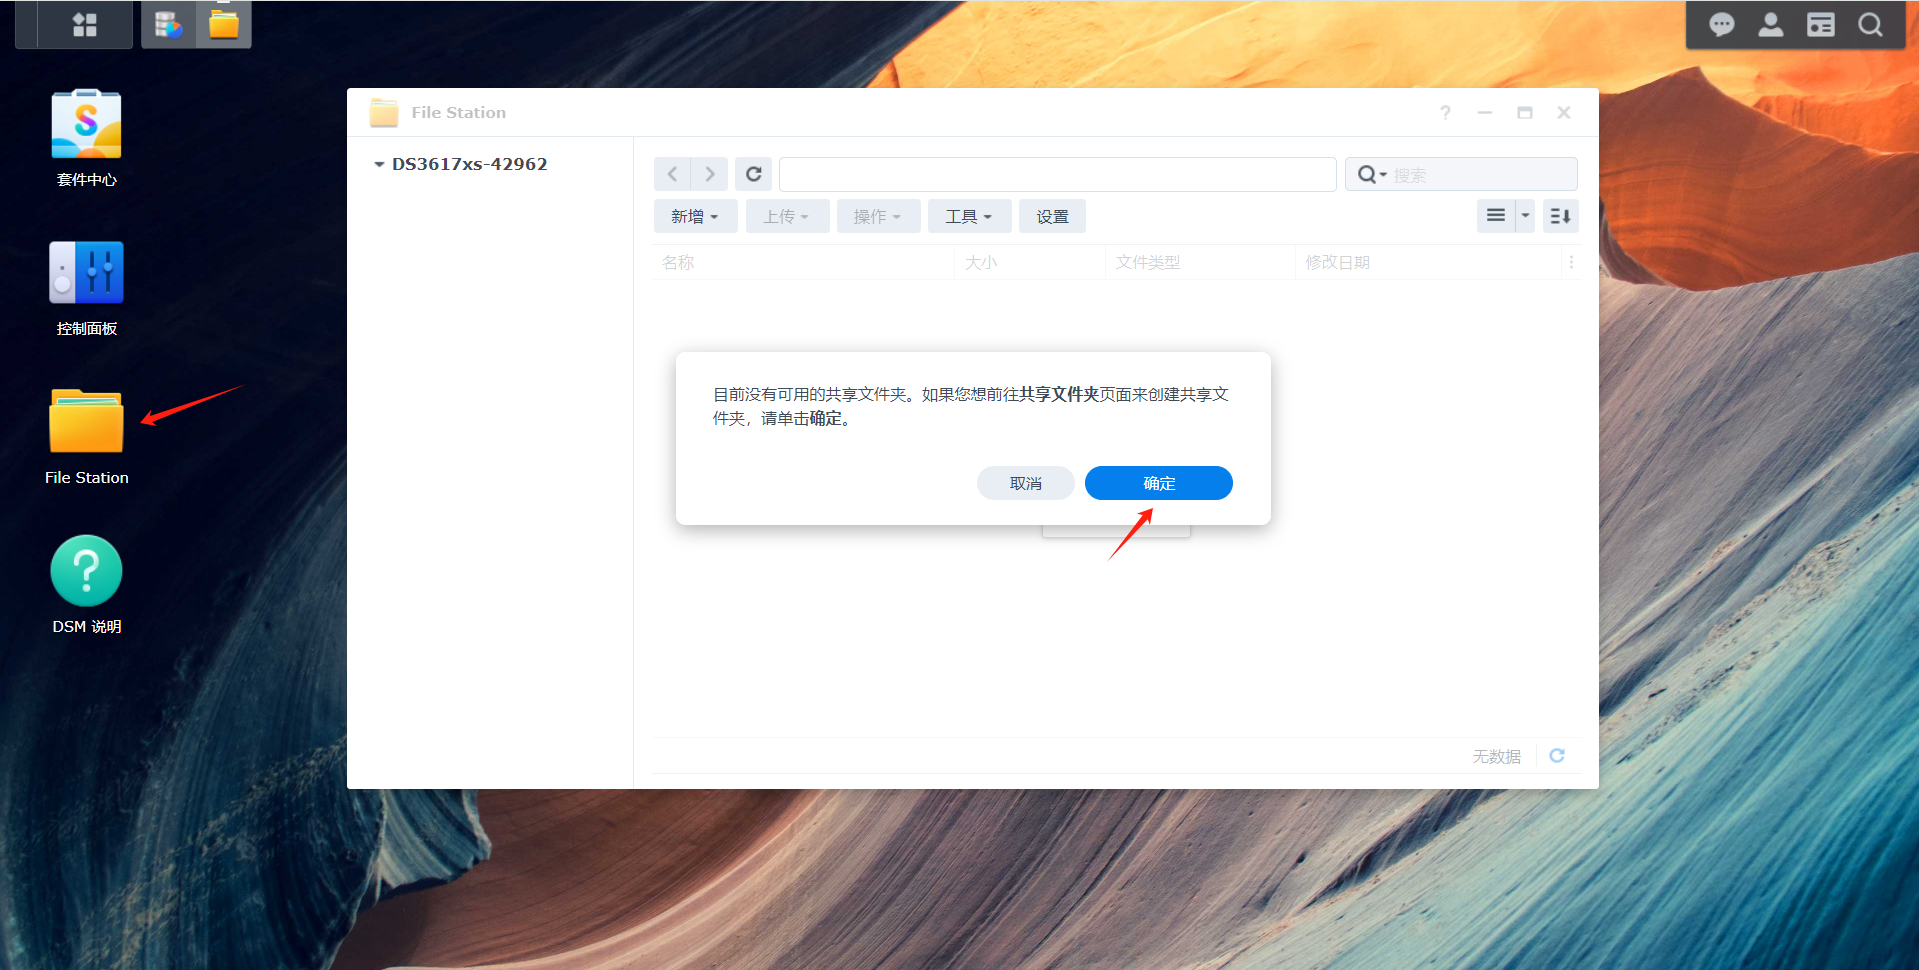 套件中心
控制面板
File Station
DSM 说明
File Station
DS3617xs-42962
搜索
新增
上传
操作
工具
设置
名称
大小
文件类型
修改日期
目前没有可用的共享文件夹。如果您想前往共享文件夹页面来创建共享文
件夹，请单击确定。
取消
确定
无数据